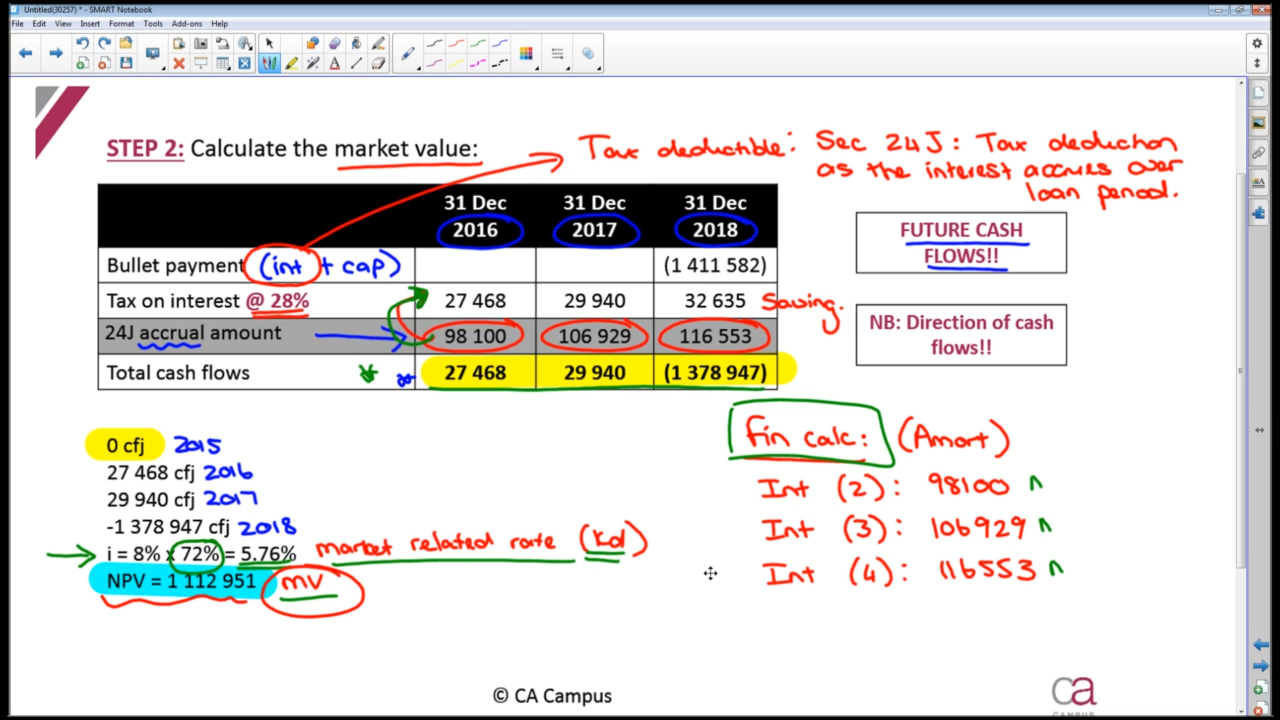 Untitled(30257) * - SMART Notebook
File Edit View Insert Format Tools Add-ons Help
STEP 2: Calculate the market value:
Tax deductible: Sec 24J: Tax deduction
as the interest accrues over
loan period.
31 Dec 2016 31 Dec 2017 31 Dec 2018
Bullet payment (int + cap) (1 411 582)
Tax on interest @ 28% 27 468 29 940 32 635 Saving.
24J accrual amount 98 100 106 929 116 553
Total cash flows 27 468 29 940 (1 378 947)
FUTURE CASH
FLOWS!!
NB: Direction of cash
flows!!
0 cfj 2015
27 468 cfj 2016
29 940 cfj 2017
-1 378 947 cfj 2018
i = 8% x 72% = 5.76% market related rate (Kd)
NPV = 1 112 951 MV
Fin calc: (Amort)
Int (2): 98100
Int (3): 106929
Int (4): 116553
© CA Campus
ca
CAMPUS